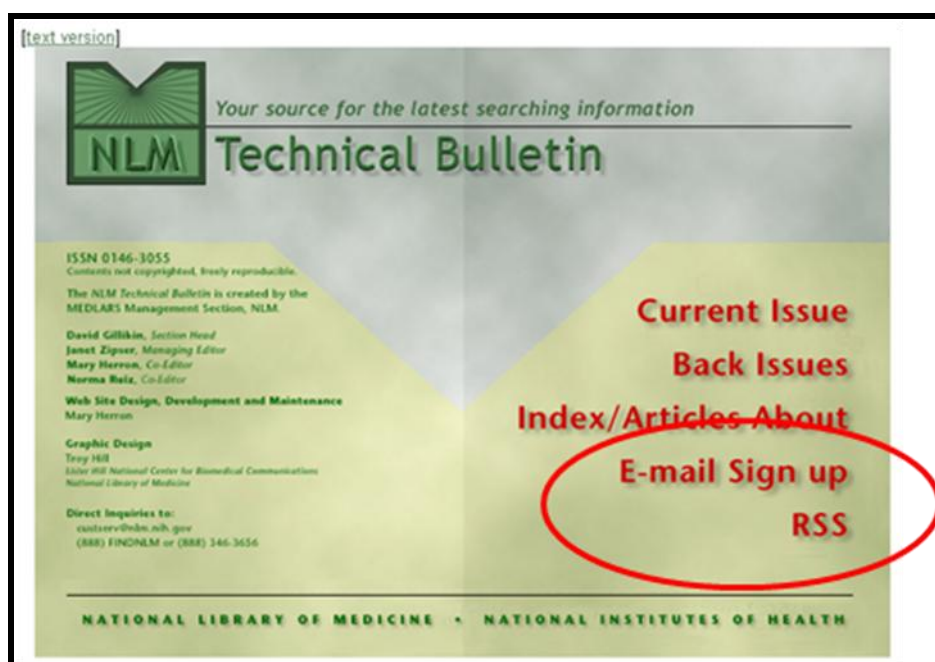 [text version]
Your source for the latest searching information
NLM
Technical Bulletin
ISSN 0146-3055
Contents not copyrighted, freely reproducible.
The NLM Technical Bulletin is created by the
MEDLARS Management Section, NLM.
David Gillikin, Section Head
Janet Zipser, Managing Editor
Mary Herron, Co-Editor
Norma Ruiz, Co-Editor
Web Site Design, Development and Maintenance
Mary Herron
Graphic Design
Troy Hill
Lister Hill National Center for Biomedical Communications
National Library of Medicine
Direct Inquiries to:
custserv@nlm.nih.gov
(888) FINDNLM or (888) 346-3656
Current Issue
Back Issues
Index/Articles About
E-mail Sign up
RSS
NATIONAL LIBRARY OF MEDICINE • NATIONAL INSTITUTES OF HEALTH